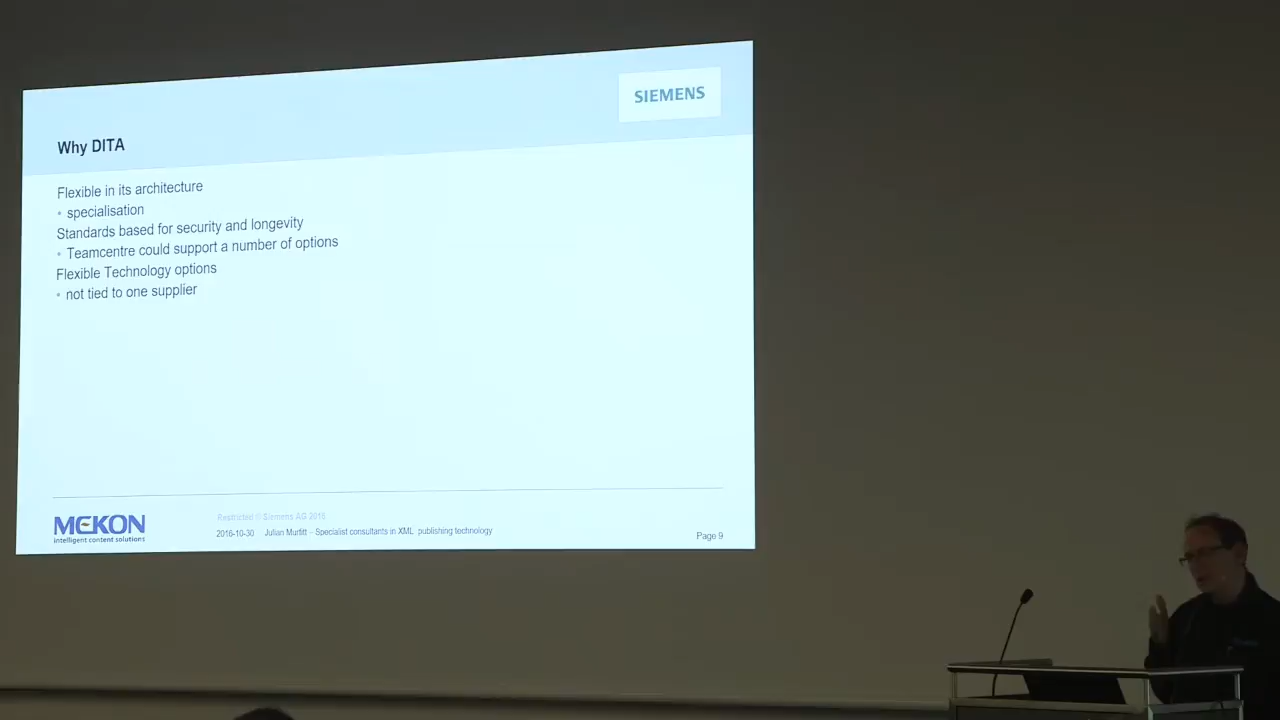 SIEMENS
Why DITA
Flexible in its architecture
• specialisation
Standards based for security and longevity
• Teamcentre could support a number of options
Flexible Technology options
• not tied to one supplier
MEKON
intelligent content solutions
Restricted © Siemens AG 2016
2016-10-30 Julian Murfitt – Specialist consultants in XML publishing technology
Page 9